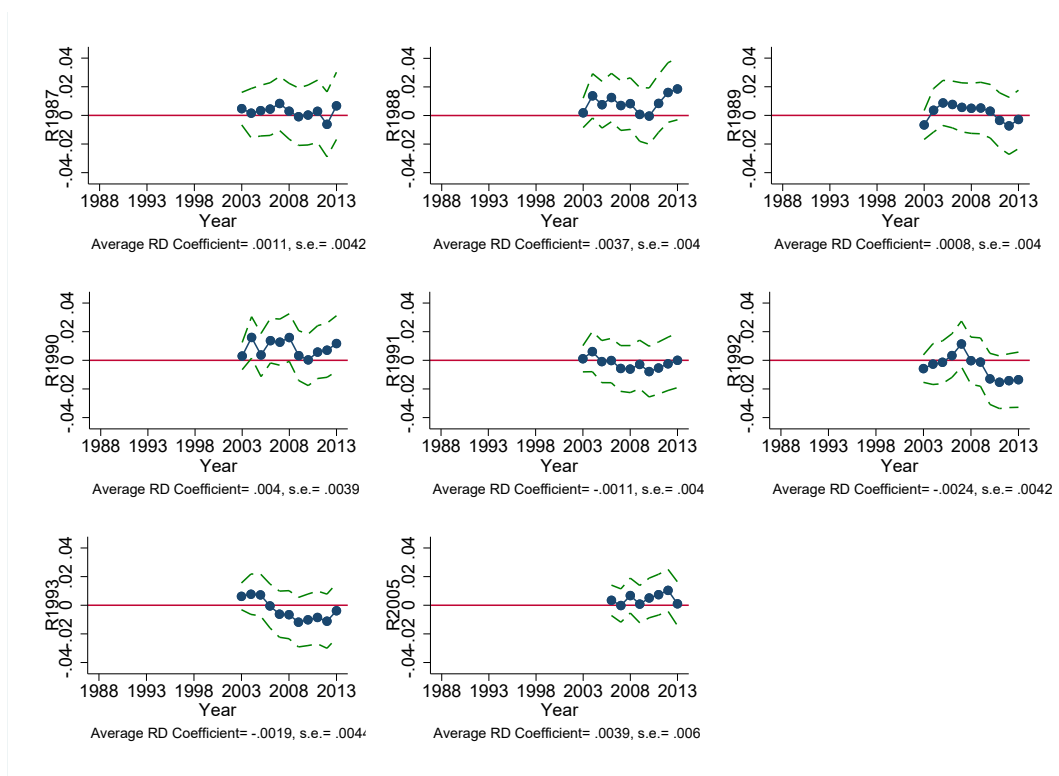 R1987
-.04
-.02
0
.02
.04
1988 1993 1998 2003 2008 2013
Year
Average RD Coefficient= .0011, s.e.= .0042
R1988
-.04
-.02
0
.02
.04
1988 1993 1998 2003 2008 2013
Year
Average RD Coefficient= .0037, s.e.= .004
R1989
-.04
-.02
0
.02
.04
1988 1993 1998 2003 2008 2013
Year
Average RD Coefficient= .0008, s.e.= .004
R1990
-.04
-.02
0
.02
.04
1988 1993 1998 2003 2008 2013
Year
Average RD Coefficient= .004, s.e.= .0039
R1991
-.04
-.02
0
.02
.04
1988 1993 1998 2003 2008 2013
Year
Average RD Coefficient= -.0011, s.e.= .004
R1992
-.04
-.02
0
.02
.04
1988 1993 1998 2003 2008 2013
Year
Average RD Coefficient= -.0024, s.e.= .0042
R1993
-.04
-.02
0
.02
.04
1988 1993 1998 2003 2008 2013
Year
Average RD Coefficient= -.0019, s.e.= .0044
R2005
-.04
-.02
0
.02
.04
1988 1993 1998 2003 2008 2013
Year
Average RD Coefficient= .0039, s.e.= .006